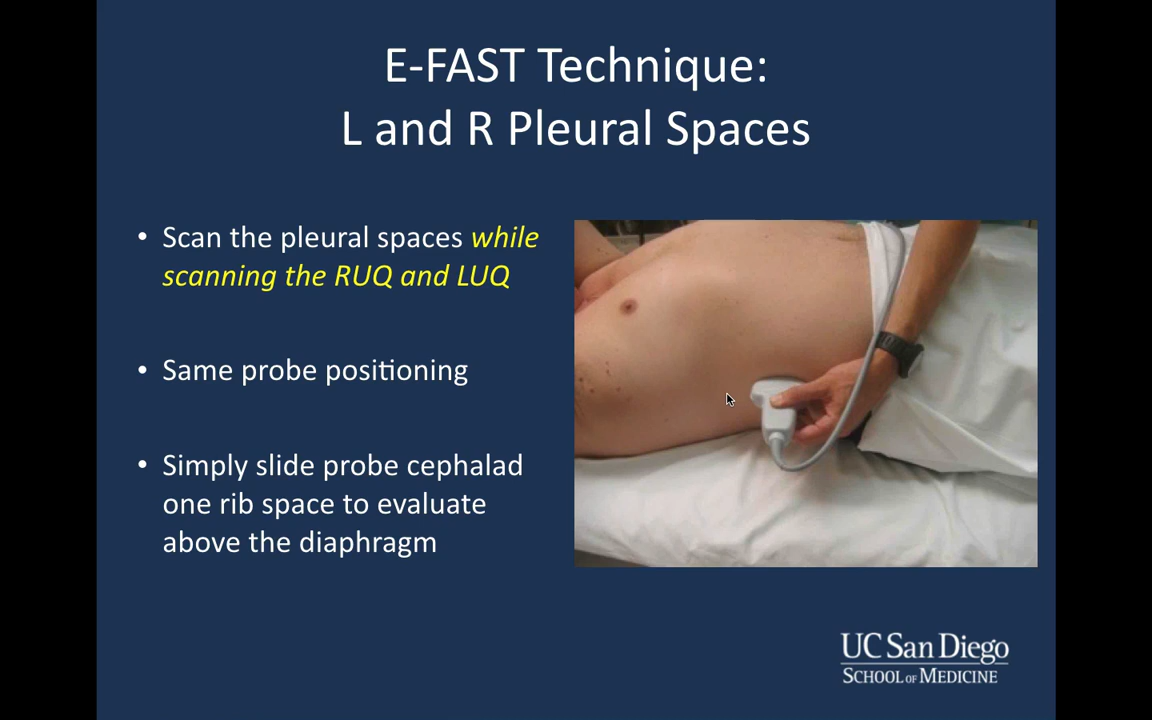 E-FAST Technique:
L and R Pleural Spaces
• Scan the pleural spaces while
scanning the RUQ and LUQ
• Same probe positioning
• Simply slide probe cephalad
one rib space to evaluate
above the diaphragm
UC San Diego
SCHOOL OF MEDICINE